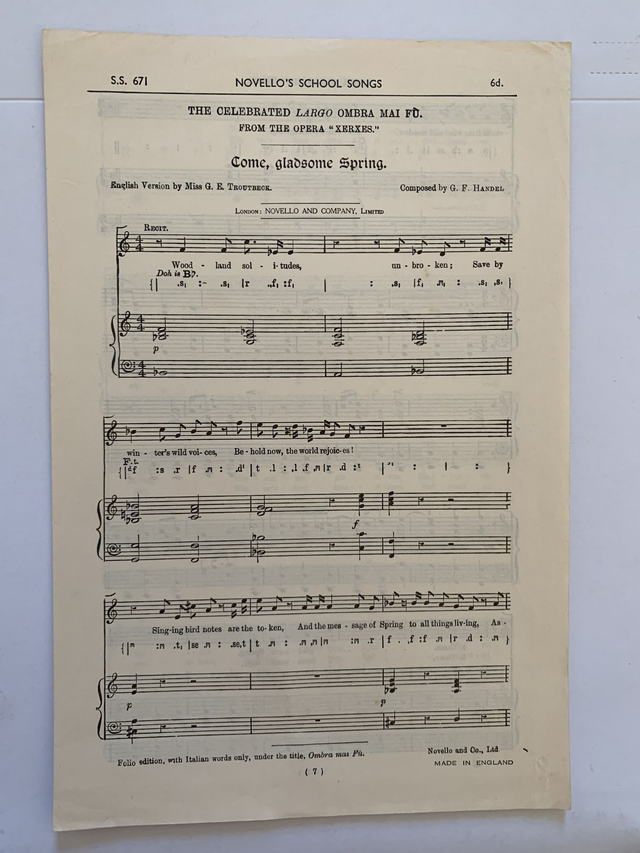 S.S. 671 NOVELLO'S SCHOOL SONGS 6d.
THE CELEBRATED LARGO OMBRA MAI FÙ.
FROM THE OPERA "XERXES."
Come, gladsome Spring.
English Version by Miss G. E. TROUTBECK. Composed by G. F. HANDEL
LONDON: NOVELLO AND COMPANY, LIMITED
RECIT.
Wood - land sol - i - tudes, un - bro - ken; Save by
Doh is B♭.
p
win - ter's wild voi - ces, Be - hold now, the world rejoic - es!
F. t.
f
Sing-ing bird notes are the to-ken, And the mes - sage of Spring to all things liv-ing, As -
p p
Folio edition, with Italian words only, under the title, Ombra mai Fù. Novello and Co., Ltd
MADE IN ENGLAND
( 7 )